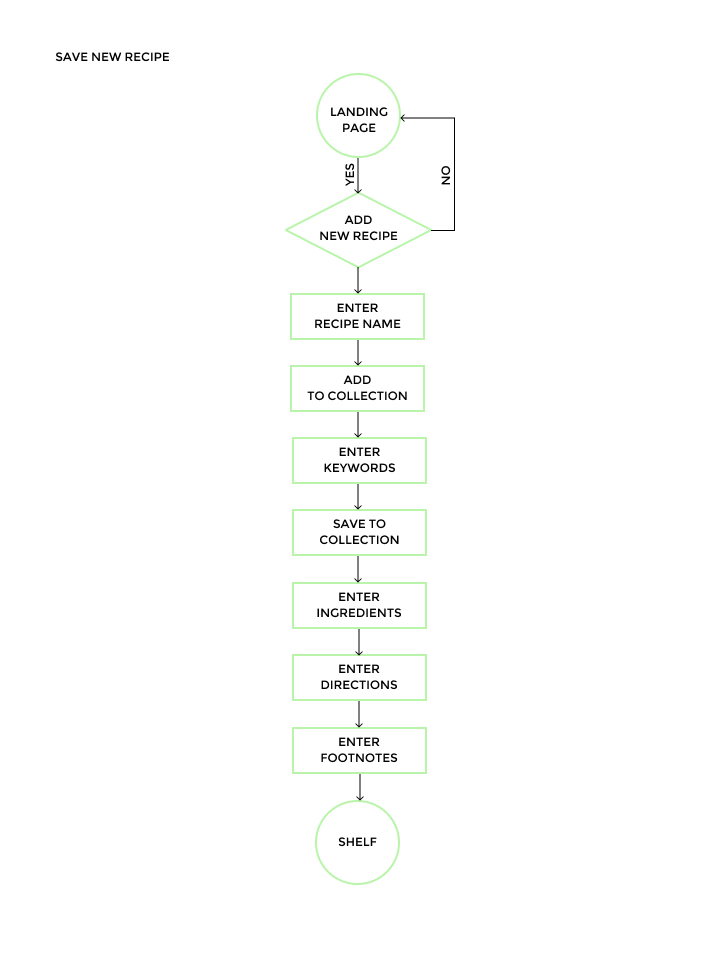 SAVE NEW RECIPE
LANDING
PAGE
YES
NO
ADD
NEW RECIPE
ENTER
RECIPE NAME
ADD
TO COLLECTION
ENTER
KEYWORDS
SAVE TO
COLLECTION
ENTER
INGREDIENTS
ENTER
DIRECTIONS
ENTER
FOOTNOTES
SHELF